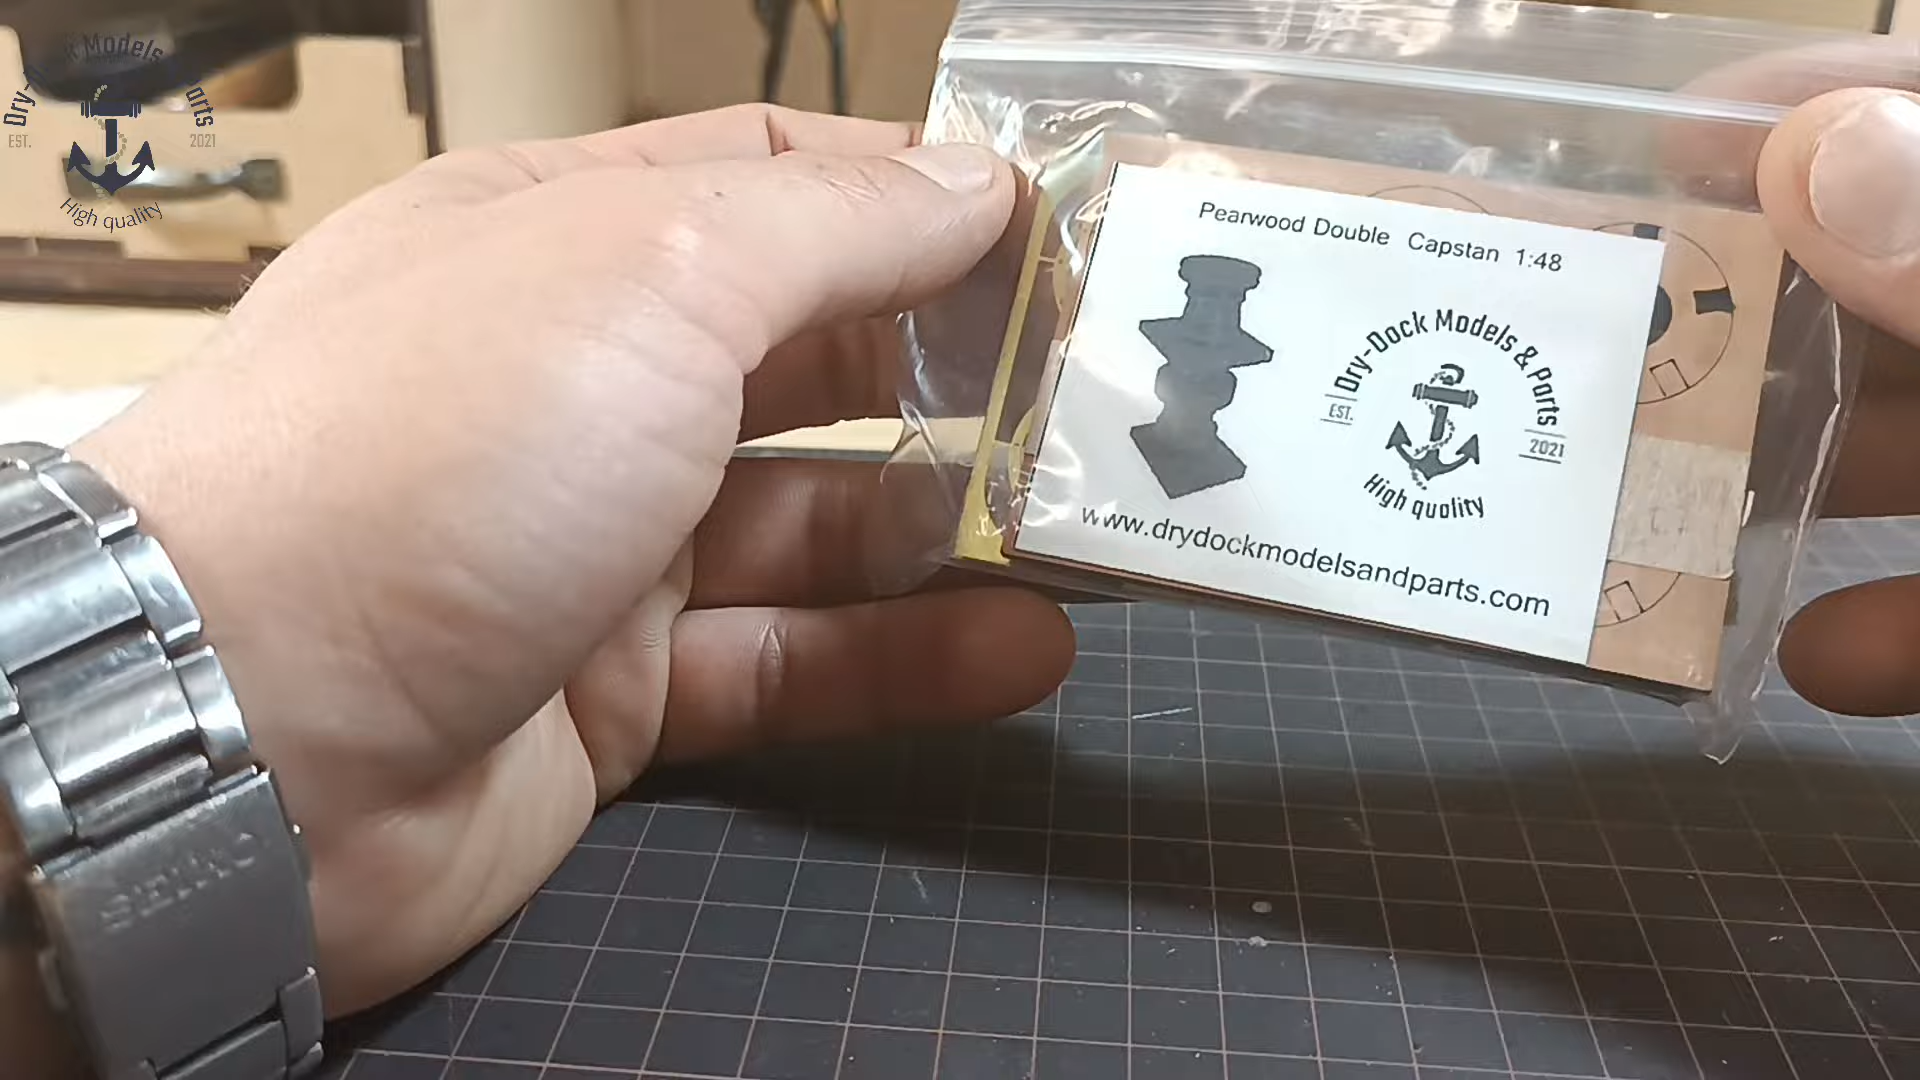 Dry-Dock Models & Parts
EST. 2021
High quality
Pearwood Double Capstan 1:48
Dry-Dock Models & Parts
EST. 2021
High quality
www.drydockmodelsandparts.com
SEIKO